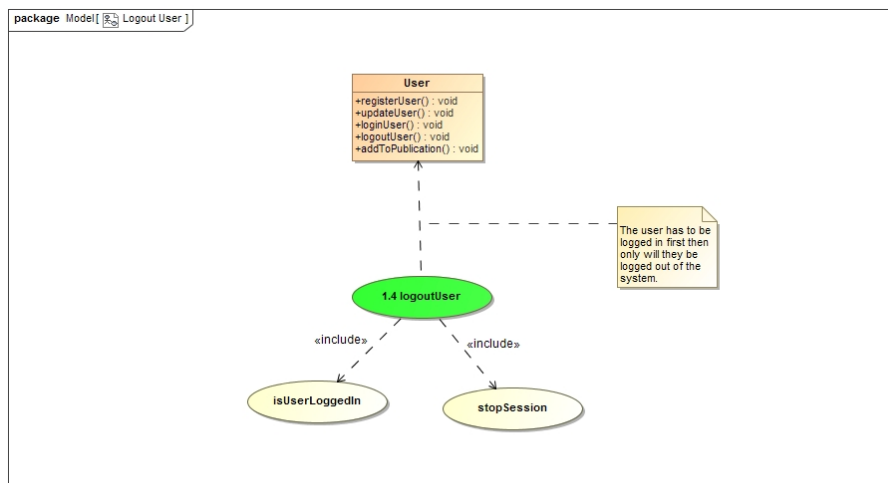 package Model[ Logout User ]
User
+registerUser() : void
+updateUser() : void
+loginUser() : void
+logoutUser() : void
+addToPublication() : void
The user has to be
logged in first then
only will they be
logged out of the
system.
1.4 logoutUser
«include»
«include»
isUserLoggedIn
stopSession